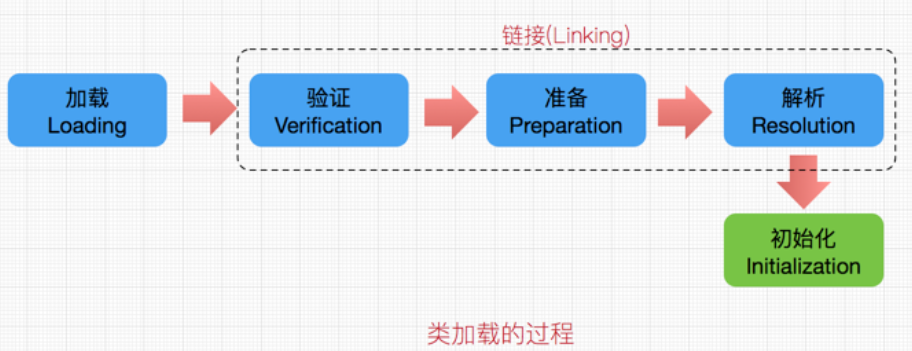 链接(Linking)
加载
Loading
验证
Verification
准备
Preparation
解析
Resolution
初始化
Initialization
类加载的过程